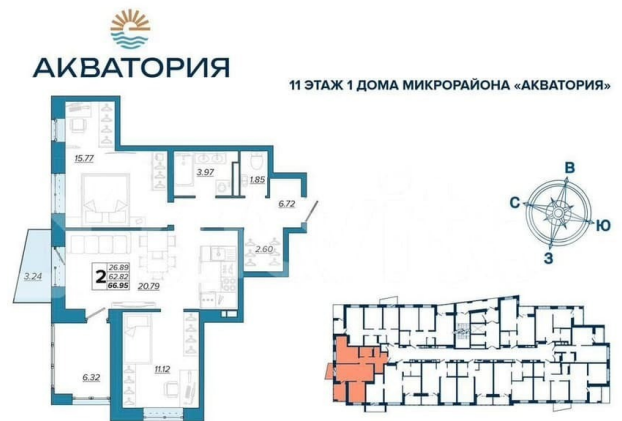 АКВАТОРИЯ
11 ЭТАЖ 1 ДОМА МИКРОРАЙОНА «АКВАТОРИЯ»
15.77
3.97
1.85
6.72
В
С
Ю
З
2.60
3.24
2
26.89
62.82
66.95
20.79
6.32
11.12